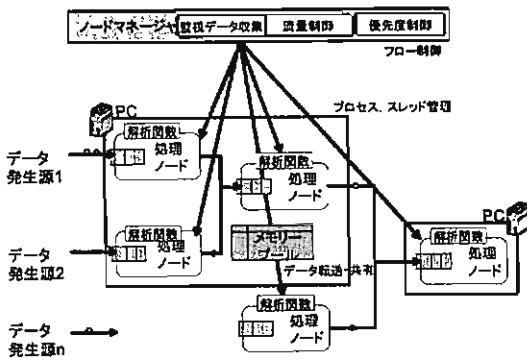 ノードマネージャ 監視データ収集 流量制御 優先度制御
フロー制御
プロセス、スレッド管理
PC
解析関数
処理
ノード
データ
発生源1
解析関数
処理
ノード
解析関数
処理
ノード
データ
発生源2
メモリー
プール
データ転送・共有
PC
解析関数
処理
ノード
解析関数
処理
ノード
データ
発生源n